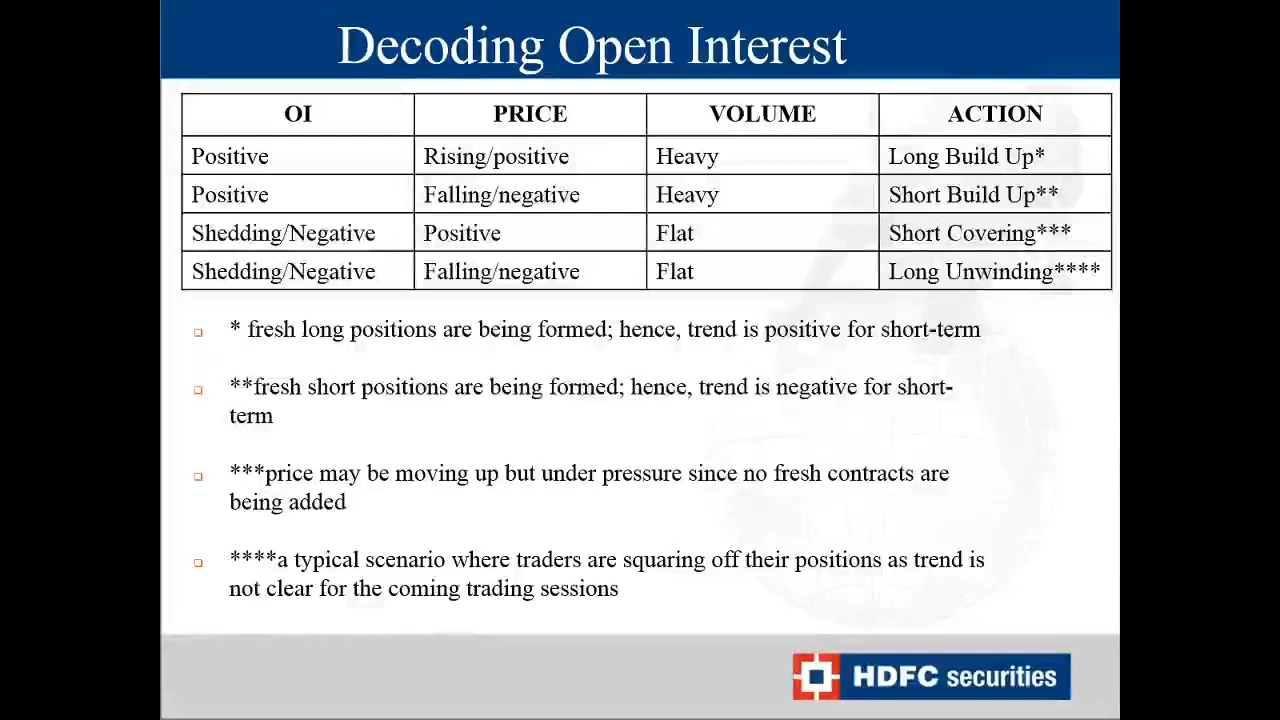 Decoding Open Interest
OI PRICE VOLUME ACTION
Positive Rising/positive Heavy Long Build Up*
Positive Falling/negative Heavy Short Build Up**
Shedding/Negative Positive Flat Short Covering***
Shedding/Negative Falling/negative Flat Long Unwinding****
* fresh long positions are being formed; hence, trend is positive for short-term
**fresh short positions are being formed; hence, trend is negative for short-
term
***price may be moving up but under pressure since no fresh contracts are
being added
****a typical scenario where traders are squaring off their positions as trend is
not clear for the coming trading sessions
HDFC securities